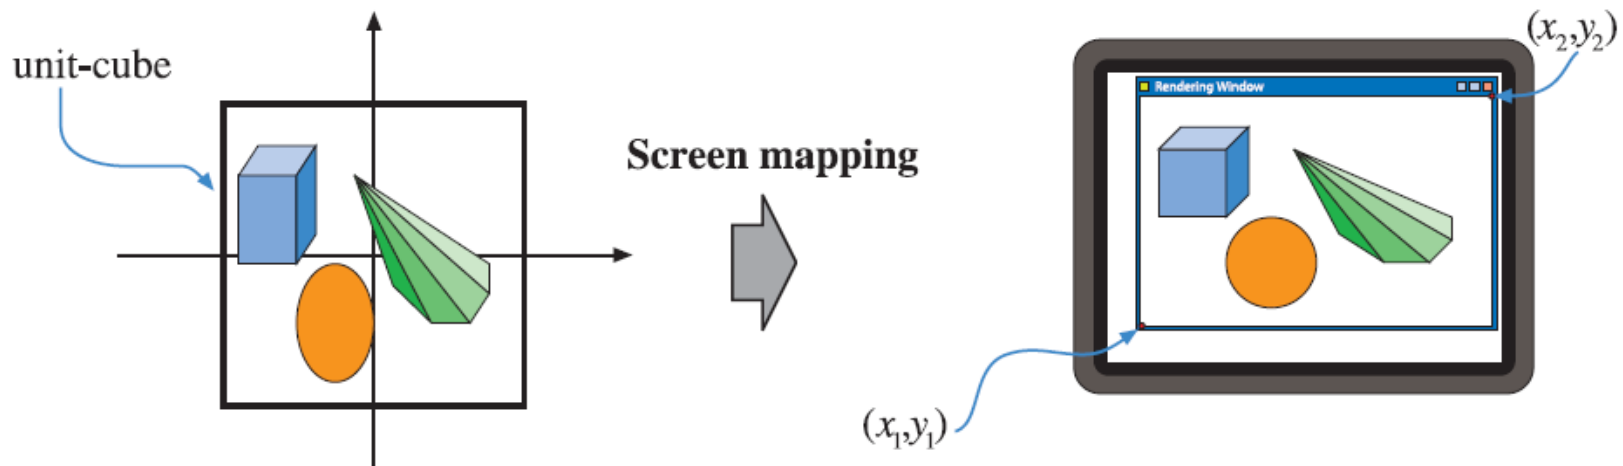 unit-cube
Screen mapping
Rendering Window
(x₂,y₂)
(x₁,y₁)